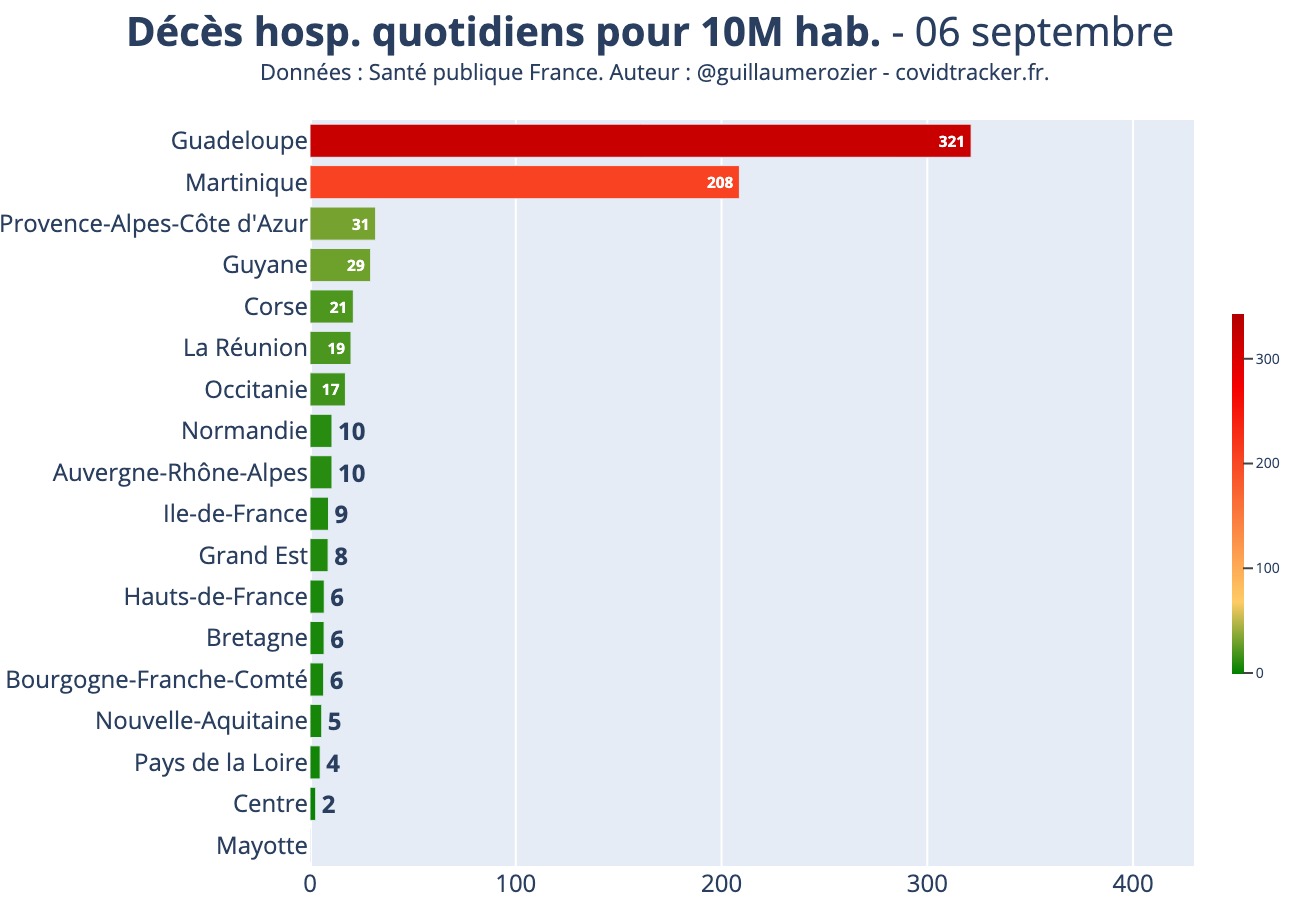 Décès hosp. quotidiens pour 10M hab. - 06 septembre
Données : Santé publique France. Auteur : @guillaumerozier - covidtracker.fr.
Guadeloupe 321
Martinique 208
Provence-Alpes-Côte d'Azur 31
Guyane 29
Corse 21
La Réunion 19
Occitanie 17
Normandie 10
Auvergne-Rhône-Alpes 10
Ile-de-France 9
Grand Est 8
Hauts-de-France 6
Bretagne 6
Bourgogne-Franche-Comté 6
Nouvelle-Aquitaine 5
Pays de la Loire 4
Centre 2
Mayotte
0 100 200 300 400
300
200
100
0